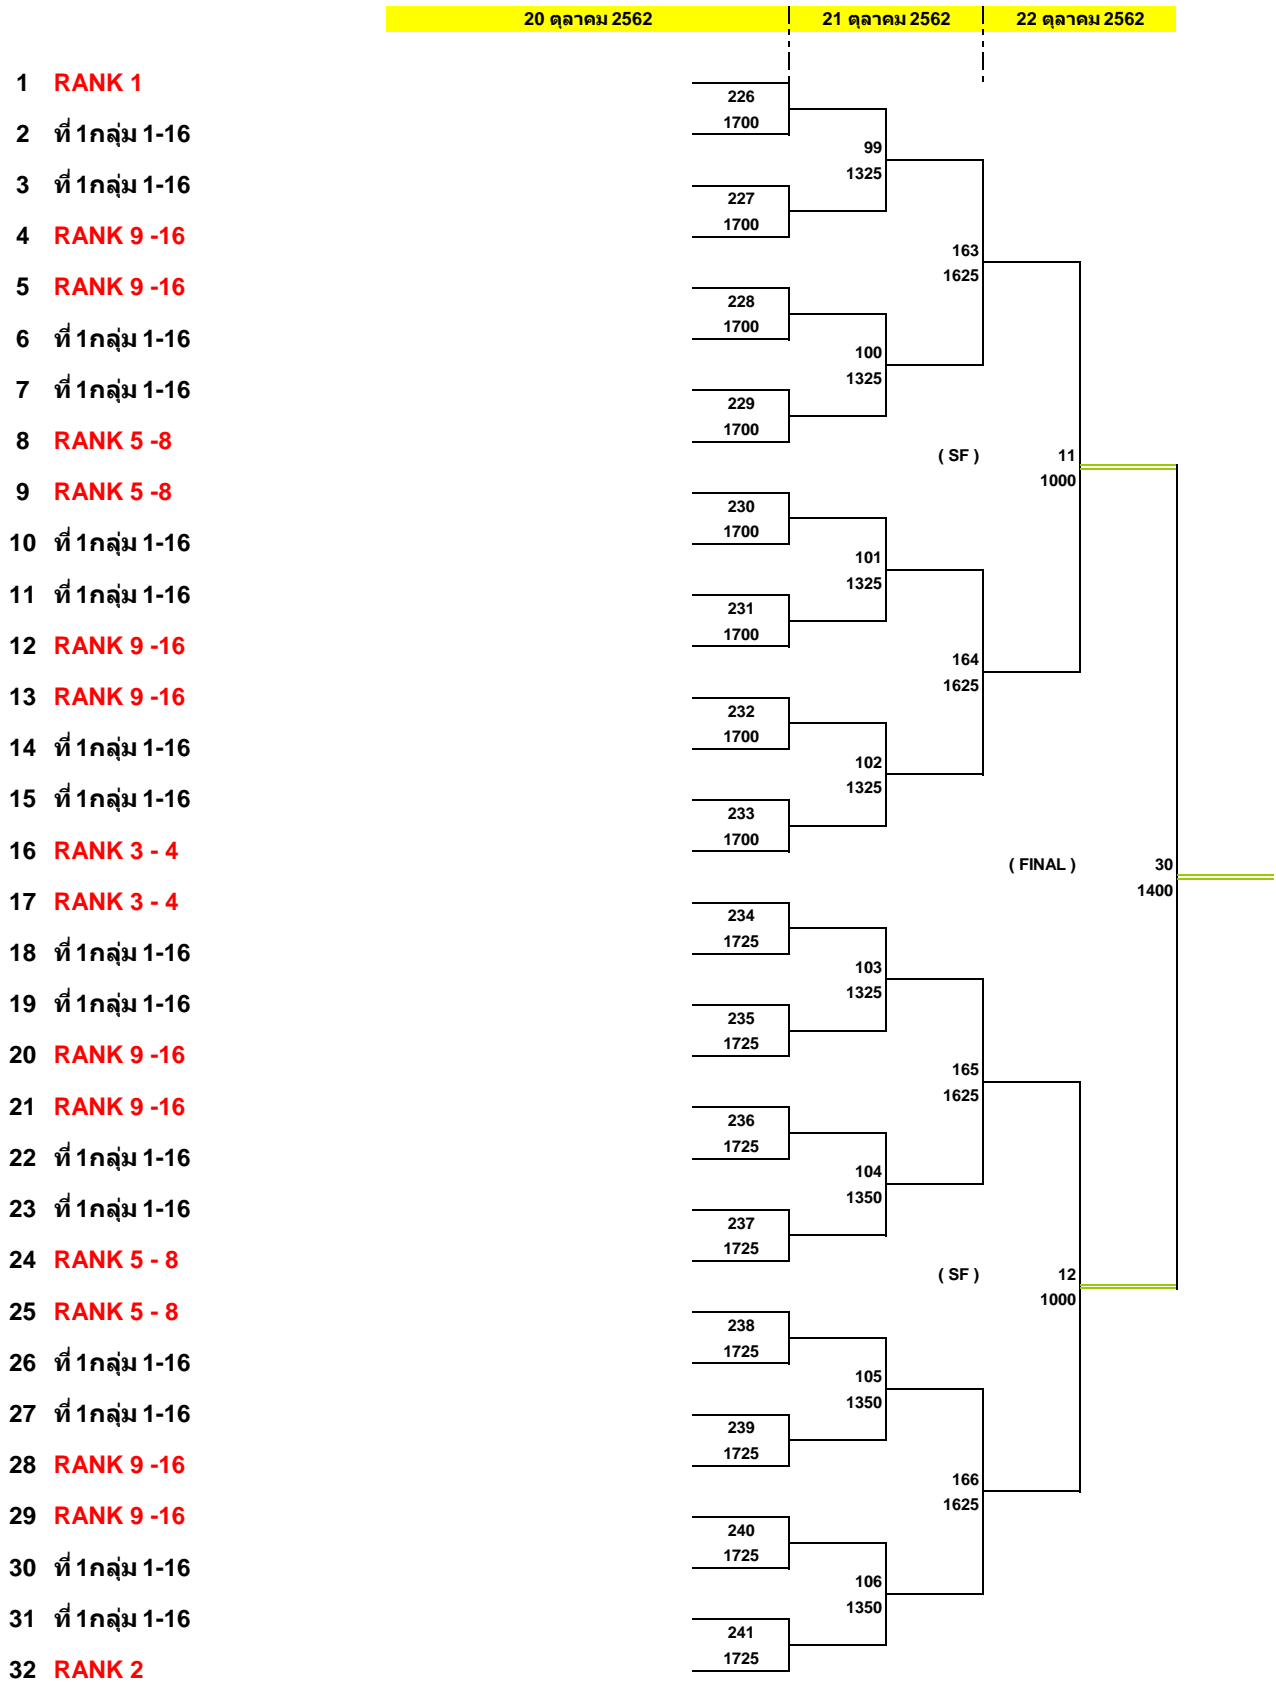 20 ตุลาคม 2562 21 ตุลาคม 2562 22 ตุลาคม 2562
1 RANK 1
226
2 ที่ 1กลุ่ม 1-16 1700
99
3 ที่ 1กลุ่ม 1-16 1325
227
4 RANK 9 -16 1700
163
5 RANK 9 -16 1625
228
6 ที่ 1กลุ่ม 1-16 1700
100
7 ที่ 1กลุ่ม 1-16 1325
229
8 RANK 5 -8 1700
( SF ) 11
9 RANK 5 -8 1000
230
10 ที่ 1กลุ่ม 1-16 1700
101
11 ที่ 1กลุ่ม 1-16 1325
231
12 RANK 9 -16 1700
164
13 RANK 9 -16 1625
232
14 ที่ 1กลุ่ม 1-16 1700
102
15 ที่ 1กลุ่ม 1-16 1325
233
16 RANK 3 - 4 1700
( FINAL ) 30
17 RANK 3 - 4 1400
234
18 ที่ 1กลุ่ม 1-16 1725
103
19 ที่ 1กลุ่ม 1-16 1325
235
20 RANK 9 -16 1725
165
21 RANK 9 -16 1625
236
22 ที่ 1กลุ่ม 1-16 1725
104
23 ที่ 1กลุ่ม 1-16 1350
237
24 RANK 5 - 8 1725
( SF ) 12
25 RANK 5 - 8 1000
238
26 ที่ 1กลุ่ม 1-16 1725
105
27 ที่ 1กลุ่ม 1-16 1350
239
28 RANK 9 -16 1725
166
29 RANK 9 -16 1625
240
30 ที่ 1กลุ่ม 1-16 1725
106
31 ที่ 1กลุ่ม 1-16 1350
241
32 RANK 2 1725